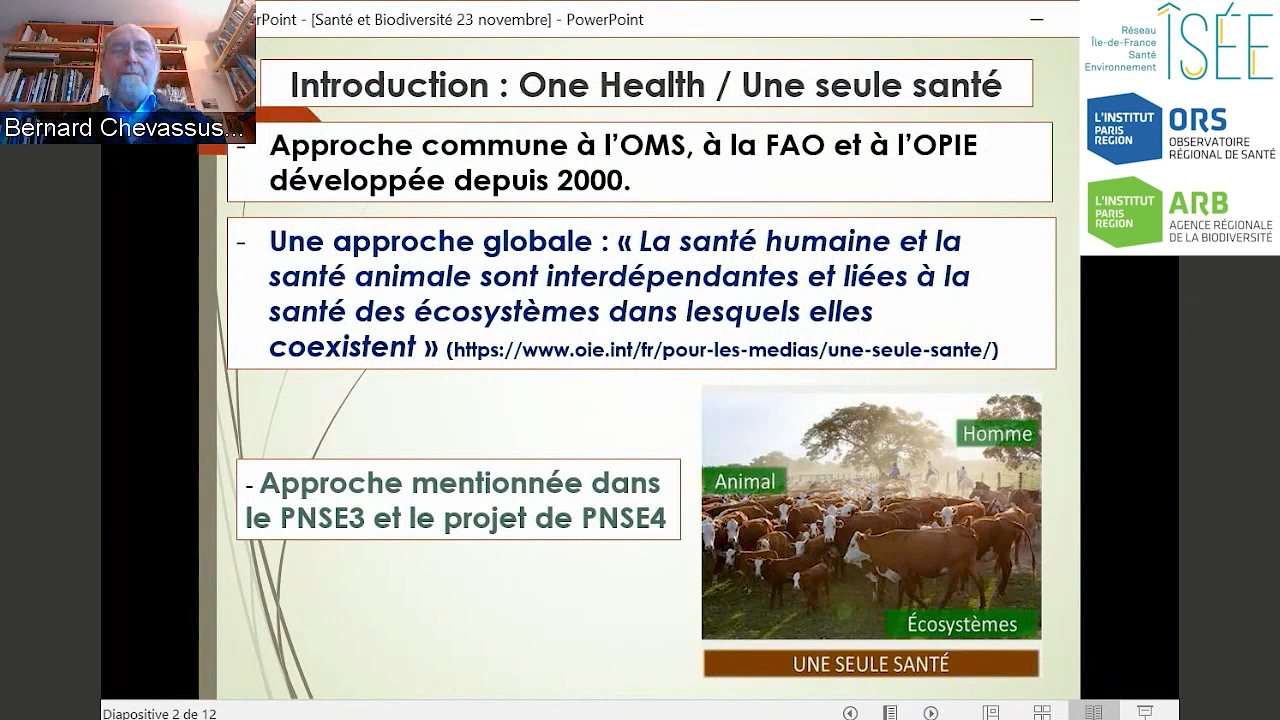 erPoint - [Santé et Biodiversité 23 novembre] - PowerPoint
Bernard Chevassus...
Introduction : One Health / Une seule santé
- Approche commune à l’OMS, à la FAO et à l’OPIE
développée depuis 2000.
- Une approche globale : « La santé humaine et la
santé animale sont interdépendantes et liées à la
santé des écosystèmes dans lesquels elles
coexistent » (https://www.oie.int/fr/pour-les-medias/une-seule-sante/)
- Approche mentionnée dans
le PNSE3 et le projet de PNSE4
Homme
Animal
Écosystèmes
UNE SEULE SANTÉ
Réseau
Île-de-France
Santé
Environnement
ÎSÉE
L’INSTITUT
PARIS
REGION
ORS
OBSERVATOIRE
RÉGIONAL DE SANTÉ
L’INSTITUT
PARIS
REGION
ARB
AGENCE RÉGIONALE
DE LA BIODIVERSITÉ
Diapositive 2 de 12